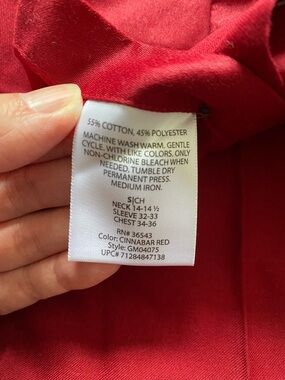 55% COTTON, 45% POLYESTER
MACHINE WASH WARM, GENTLE
CYCLE, WITH LIKE COLORS. ONLY
NON-CHLORINE BLEACH WHEN
NEEDED. TUMBLE DRY
PERMANENT PRESS.
MEDIUM IRON.
S|CH
NECK 14-14 ½
SLEEVE 32-33
CHEST 34-36
RN# 36543
Color: CINNABAR RED
Style: GM04075
UPC# 71284847138